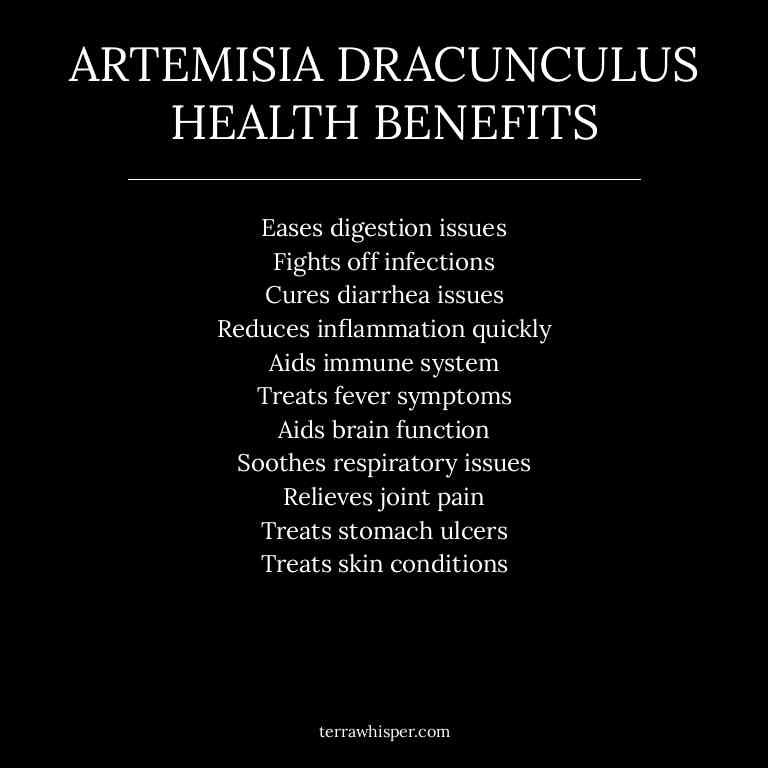 ARTEMISIA DRACUNCULUS
HEALTH BENEFITS
Eases digestion issues
Fights off infections
Cures diarrhea issues
Reduces inflammation quickly
Aids immune system
Treats fever symptoms
Aids brain function
Soothes respiratory issues
Relieves joint pain
Treats stomach ulcers
Treats skin conditions
terrawhisper.com